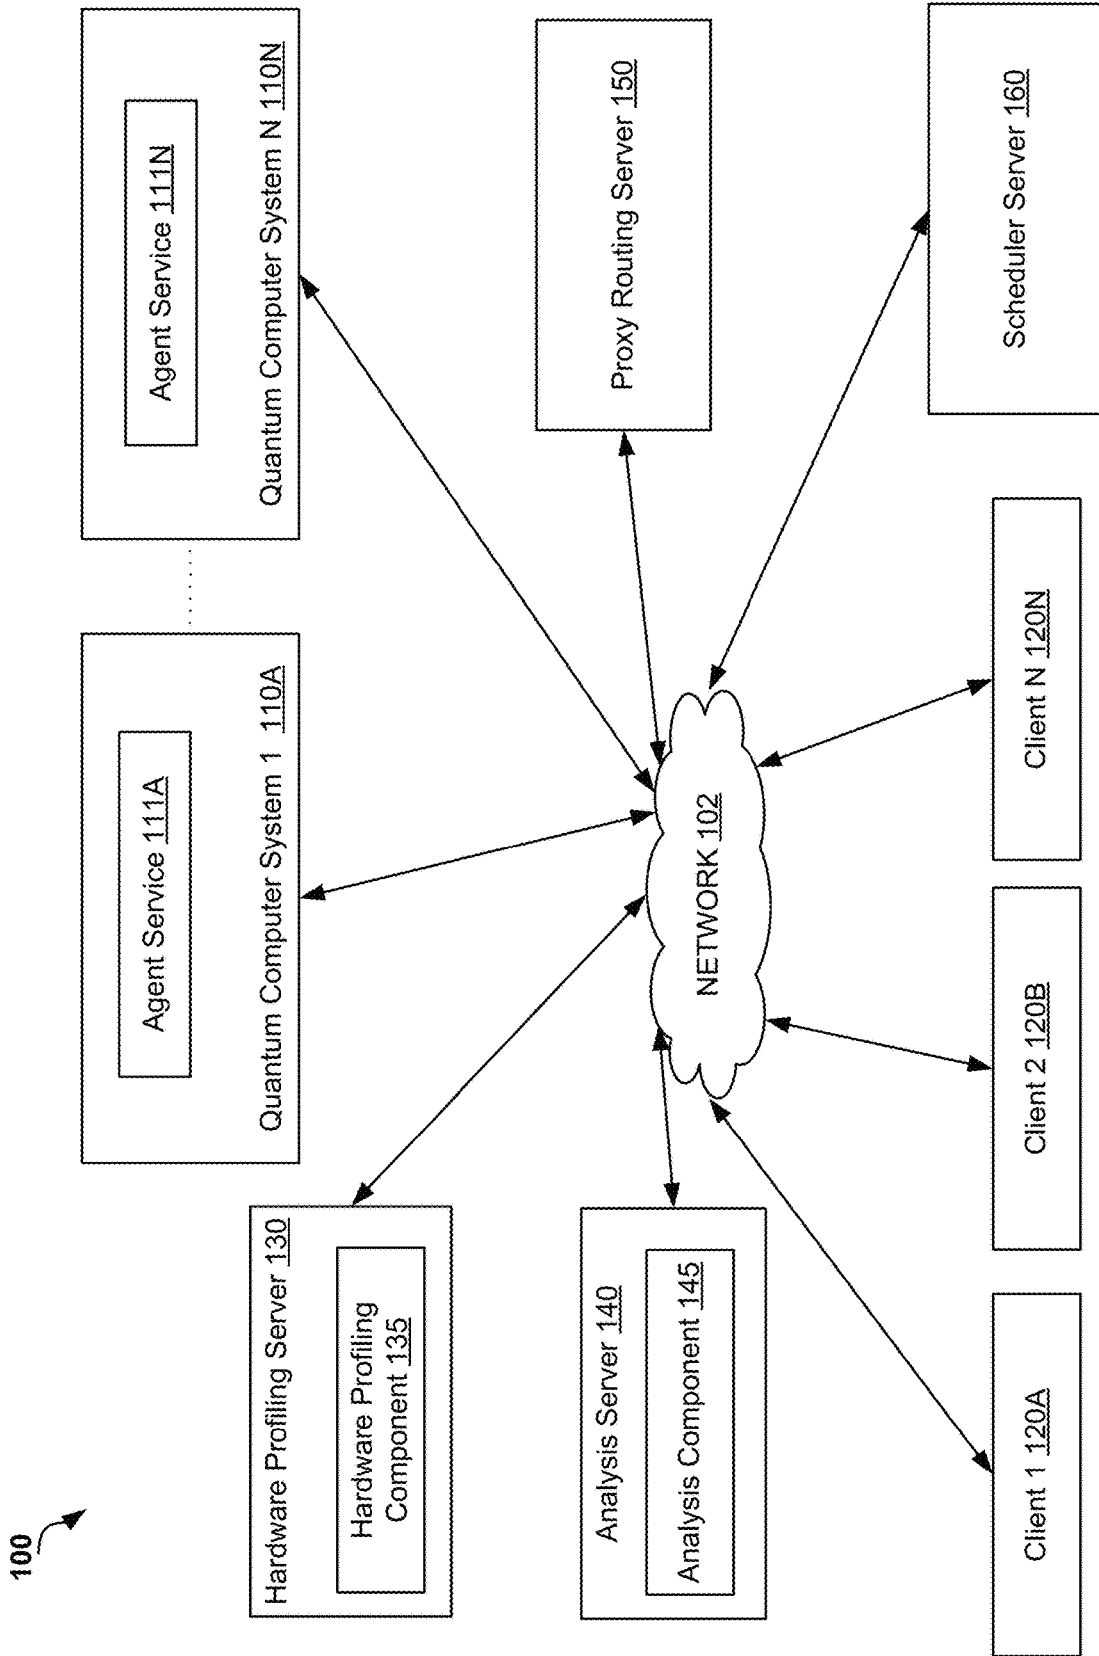 100
Hardware Profiling Server 130
Hardware Profiling
Component 135
Agent Service 111A
Quantum Computer System 1 110A
Agent Service 111N
Quantum Computer System N 110N
Analysis Server 140
Analysis Component 145
NETWORK 102
Proxy Routing Server 150
Client 1 120A
Client 2 120B
Client N 120N
Scheduler Server 160